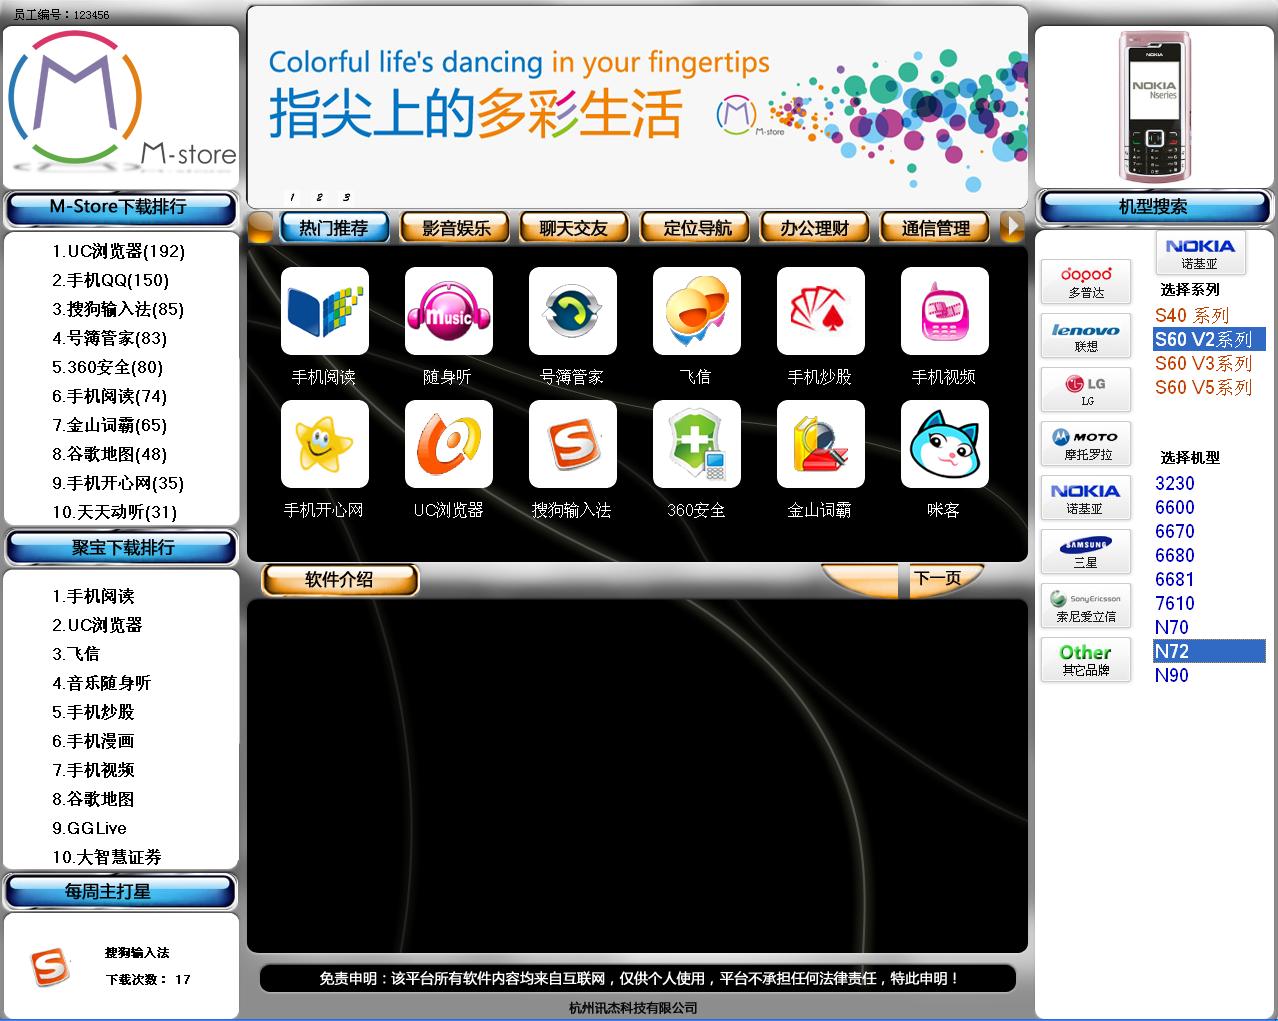 员工编号：123456
M-store
M-Store下载排行
1.UC浏览器(192)
2.手机QQ(150)
3.搜狗输入法(85)
4.号簿管家(83)
5.360安全(80)
6.手机阅读(74)
7.金山词霸(65)
8.谷歌地图(48)
9.手机开心网(35)
10.天天动听(31)
聚宝下载排行
1.手机阅读
2.UC浏览器
3.飞信
4.音乐随身听
5.手机炒股
6.手机漫画
7.手机视频
8.谷歌地图
9.GGLive
10.大智慧证券
每周主打星
搜狗输入法
下载次数： 17
Colorful life's dancing in your fingertips
指尖上的多彩生活
M-store
1 2 3
热门推荐 影音娱乐 聊天交友 定位导航 办公理财 通信管理
music
手机阅读 随身听 号簿管家 飞信 手机炒股 手机视频
手机开心网 UC浏览器 搜狗输入法 360安全 金山词霸 咪客
软件介绍
下一页
免责申明：该平台所有软件内容均来自互联网，仅供个人使用，平台不承担任何法律责任，特此申明！
杭州讯杰科技有限公司
NOKIA
NOKIA
Nseries
机型搜索
dopod
多普达
lenovo
联想
LG
LG
MOTO
摩托罗拉
NOKIA
诺基亚
SAMSUNG
三星
SonyEricsson
索尼爱立信
Other
其它品牌
NOKIA
诺基亚
选择系列
S40 系列
S60 V2系列
S60 V3系列
S60 V5系列
选择机型
3230
6600
6670
6680
6681
7610
N70
N72
N90